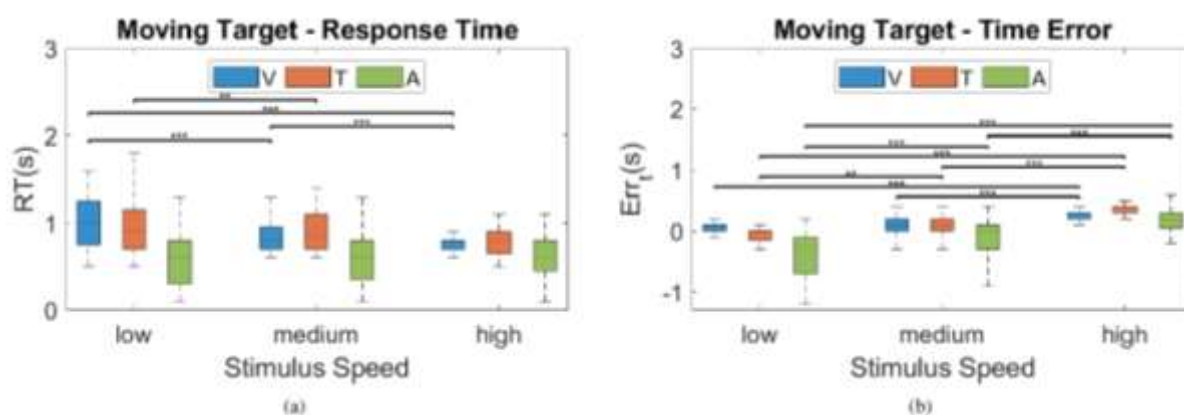 Moving Target - Response Time
3
V T A
**
***
***
***
2
1
0
RT(s)
low medium high
Stimulus Speed
(a)
Moving Target - Time Error
3
V T A
***
***
***
***
***
**
***
***
2
1
0
-1
Err_t(s)
low medium high
Stimulus Speed
(b)